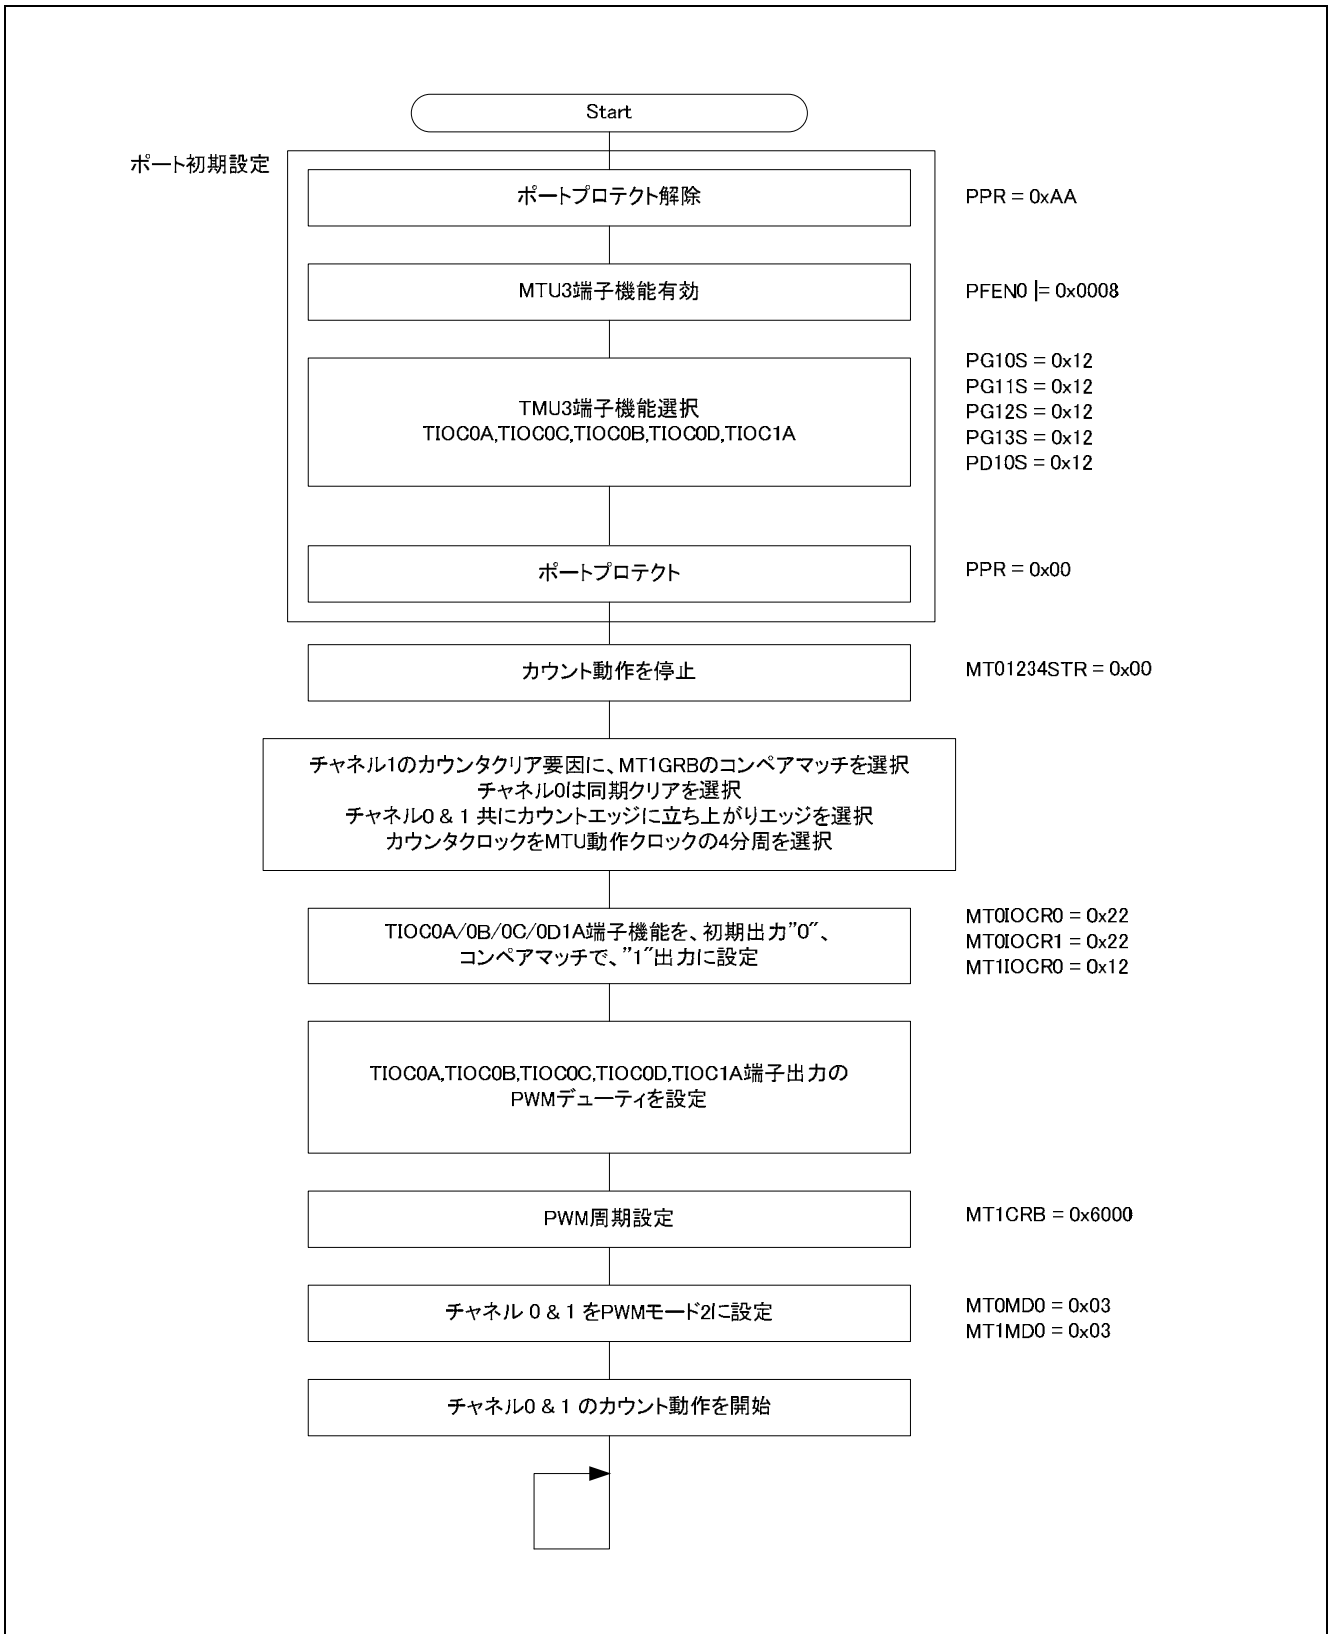 Start
ポート初期設定
ポートプロテクト解除
PPR = 0xAA
MTU3端子機能有効
PFEN0 |= 0x0008
TMU3端子機能選択
TIOC0A,TIOC0C,TIOC0B,TIOC0D,TIOC1A
PG10S = 0x12
PG11S = 0x12
PG12S = 0x12
PG13S = 0x12
PD10S = 0x12
ポートプロテクト
PPR = 0x00
カウント動作を停止
MT01234STR = 0x00
チャネル1のカウンタクリア要因に、MT1GRBのコンペアマッチを選択
チャネル0は同期クリアを選択
チャネル0 & 1 共にカウントエッジに立ち上がりエッジを選択
カウンタクロックをMTU動作クロックの4分周を選択
TIOC0A/0B/0C/0D1A端子機能を、初期出力"0"、
コンペアマッチで、"1"出力に設定
MT0IOCR0 = 0x22
MT0IOCR1 = 0x22
MT1IOCR0 = 0x12
TIOC0A,TIOC0B,TIOC0C,TIOC0D,TIOC1A端子出力の
PWMデューティを設定
PWM周期設定
MT1CRB = 0x6000
チャネル 0 & 1 をPWMモード2に設定
MT0MD0 = 0x03
MT1MD0 = 0x03
チャネル0 & 1 のカウント動作を開始